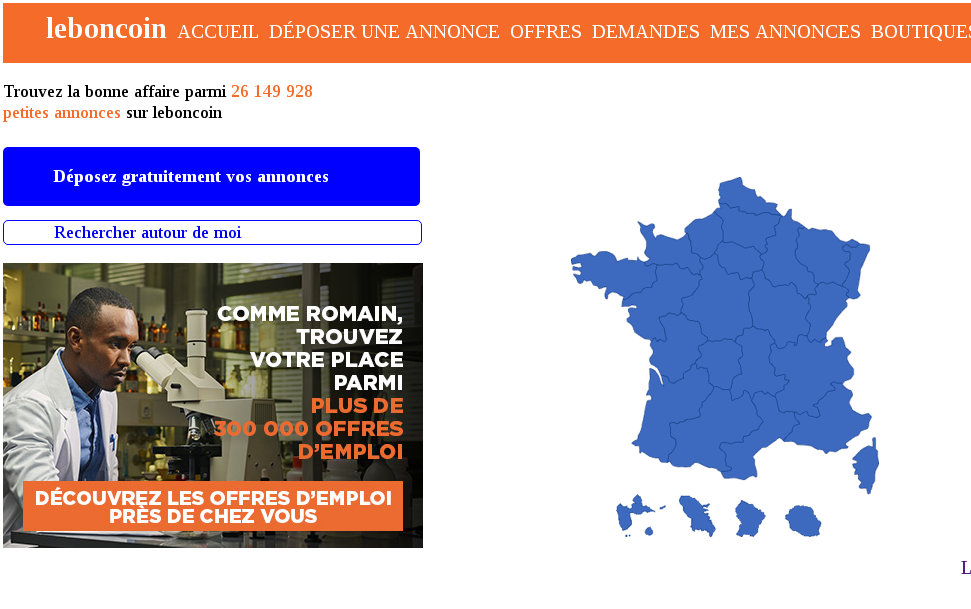 leboncoin ACCUEIL DÉPOSER UNE ANNONCE OFFRES DEMANDES MES ANNONCES BOUTIQUES
Trouvez la bonne affaire parmi 26 149 928
petites annonces sur leboncoin
Déposez gratuitement vos annonces
Rechercher autour de moi
COMME ROMAIN,
TROUVEZ
VOTRE PLACE
PARMI
PLUS DE
300 000 OFFRES
D'EMPLOI
DÉCOUVREZ LES OFFRES D'EMPLOI
PRÈS DE CHEZ VOUS
L